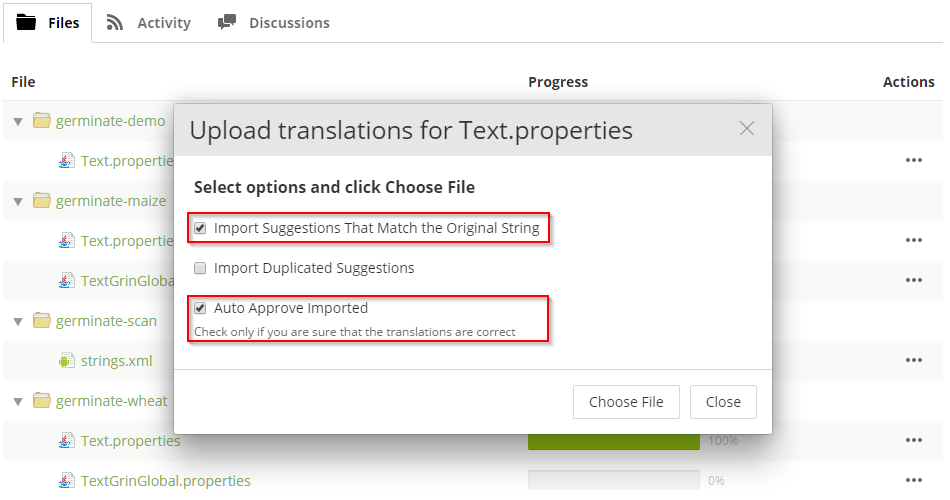 Files Activity Discussions
File Progress Actions
germinate-demo
Upload translations for Text.properties
Text.propertie
Select options and click Choose File
germinate-maize
Import Suggestions That Match the Original String
Text.propertie
Import Duplicated Suggestions
TextGrinGloba
Auto Approve Imported
germinate-scan
Check only if you are sure that the translations are correct
strings.xml
germinate-wheat
Choose File Close
Text.properties 100%
TextGrinGlobal.properties 0%